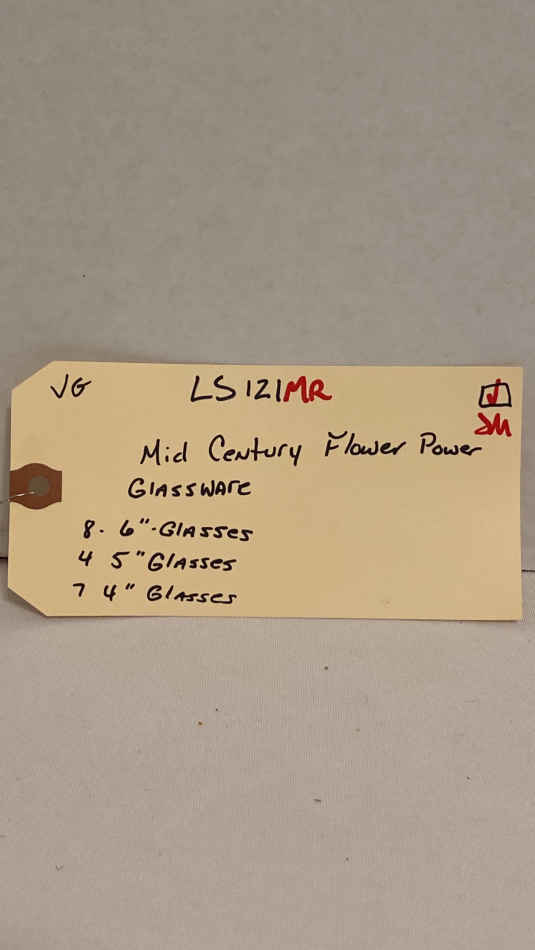 VG LS121MR
Mid Century Flower Power
Glassware
8. 6"-Glasses
4 5" Glasses
7 4" Glasses